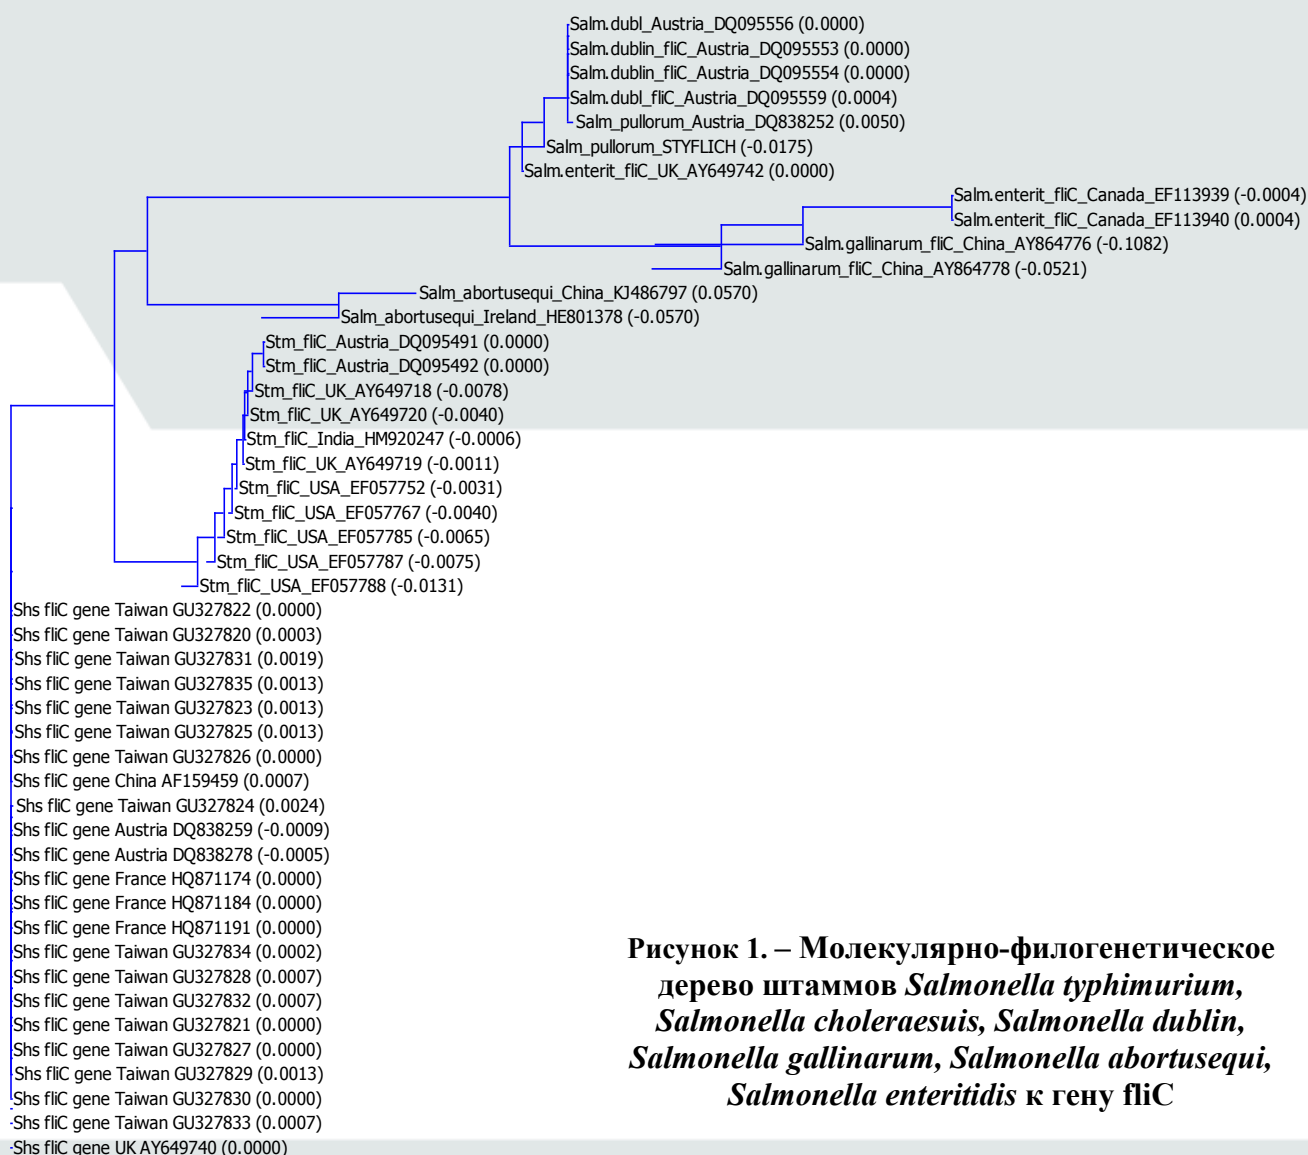 Salm.dubl_Austria_DQ095556 (0.0000)
Salm.dublin_fliC_Austria_DQ095553 (0.0000)
Salm.dublin_fliC_Austria_DQ095554 (0.0000)
Salm.dubl_fliC_Austria_DQ095559 (0.0004)
Salm_pullorum_Austria_DQ838252 (0.0050)
Salm_pullorum_STYFLICH (-0.0175)
Salm.enterit_fliC_UK_AY649742 (0.0000)
Salm.enterit_fliC_Canada_EF113939 (-0.0004)
Salm.enterit_fliC_Canada_EF113940 (0.0004)
Salm.gallinarum_fliC_China_AY864776 (-0.1082)
Salm.gallinarum_fliC_China_AY864778 (-0.0521)
Salm_abortusequi_China_KJ486797 (0.0570)
Salm_abortusequi_Ireland_HE801378 (-0.0570)
Stm_fliC_Austria_DQ095491 (0.0000)
Stm_fliC_Austria_DQ095492 (0.0000)
Stm_fliC_UK_AY649718 (-0.0078)
Stm_fliC_UK_AY649720 (-0.0040)
Stm_fliC_India_HM920247 (-0.0006)
Stm_fliC_UK_AY649719 (-0.0011)
Stm_fliC_USA_EF057752 (-0.0031)
Stm_fliC_USA_EF057767 (-0.0040)
Stm_fliC_USA_EF057785 (-0.0065)
Stm_fliC_USA_EF057787 (-0.0075)
Stm_fliC_USA_EF057788 (-0.0131)
Shs fliC gene Taiwan GU327822 (0.0000)
Shs fliC gene Taiwan GU327820 (0.0003)
Shs fliC gene Taiwan GU327831 (0.0019)
Shs fliC gene Taiwan GU327835 (0.0013)
Shs fliC gene Taiwan GU327823 (0.0013)
Shs fliC gene Taiwan GU327825 (0.0013)
Shs fliC gene Taiwan GU327826 (0.0000)
Shs fliC gene China AF159459 (0.0007)
Shs fliC gene Taiwan GU327824 (0.0024)
Shs fliC gene Austria DQ838259 (-0.0009)
Shs fliC gene Austria DQ838278 (-0.0005)
Shs fliC gene France HQ871174 (0.0000)
Shs fliC gene France HQ871184 (0.0000)
Shs fliC gene France HQ871191 (0.0000)
Shs fliC gene Taiwan GU327834 (0.0002)
Shs fliC gene Taiwan GU327828 (0.0007)
Shs fliC gene Taiwan GU327832 (0.0007)
Shs fliC gene Taiwan GU327821 (0.0000)
Shs fliC gene Taiwan GU327827 (0.0000)
Shs fliC gene Taiwan GU327829 (0.0013)
Shs fliC gene Taiwan GU327830 (0.0000)
Shs fliC gene Taiwan GU327833 (0.0007)
Shs fliC gene UK AY649740 (0.0000)
Рисунок 1. – Молекулярно-филогенетическое
дерево штаммов Salmonella typhimurium,
Salmonella choleraesuis, Salmonella dublin,
Salmonella gallinarum, Salmonella abortusequi,
Salmonella enteritidis к гену fliC